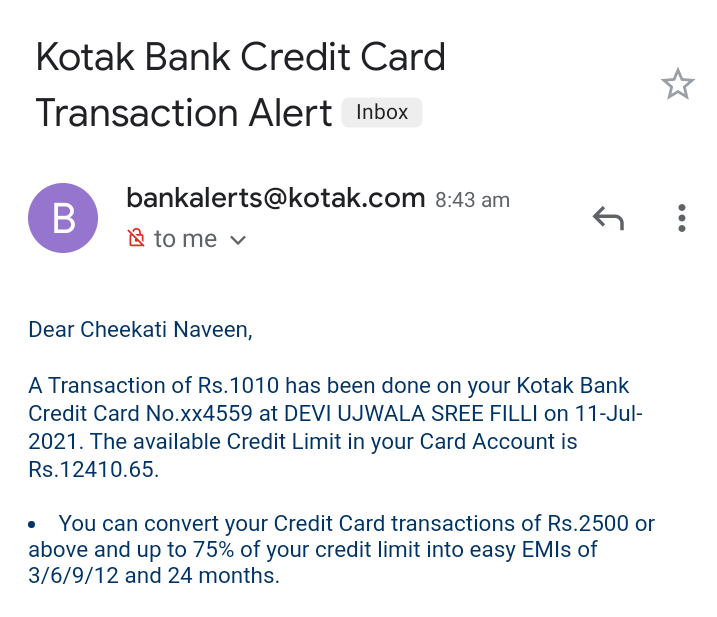 Kotak Bank Credit Card
Transaction Alert Inbox
B
bankalerts@kotak.com 8:43 am
to me
Dear Cheekati Naveen,
A Transaction of Rs.1010 has been done on your Kotak Bank
Credit Card No.xx4559 at DEVI UJWALA SREE FILLI on 11-Jul-
2021. The available Credit Limit in your Card Account is
Rs.12410.65.
• You can convert your Credit Card transactions of Rs.2500 or
above and up to 75% of your credit limit into easy EMIs of
3/6/9/12 and 24 months.